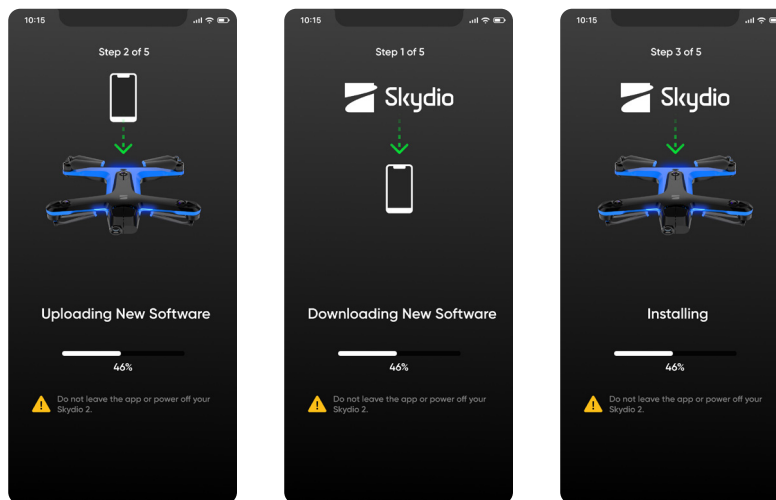 10:15
Step 2 of 5
Uploading New Software
46%
Do not leave the app or power off your
Skydio 2.
10:15
Step 1 of 5
Skydio
Downloading New Software
46%
Do not leave the app or power off your
Skydio 2.
10:15
Step 3 of 5
Skydio
Installing
46%
Do not leave the app or power off your
Skydio 2.